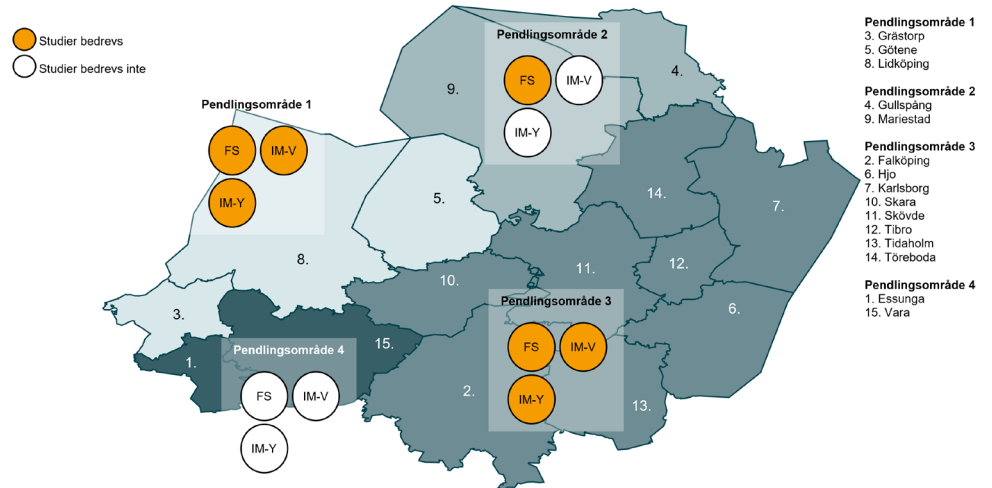 Studier bedrevs
Studier bedrevs inte
Pendlingsområde 1
FS
IM-V
IM-Y
Pendlingsområde 2
FS
IM-V
IM-Y
Pendlingsområde 3
FS
IM-V
IM-Y
Pendlingsområde 4
FS
IM-V
IM-Y
9.
4.
5.
14.
7.
8.
10.
11.
12.
3.
6.
15.
1.
2.
13.
Pendlingsområde 1
3. Grästorp
5. Götene
8. Lidköping
Pendlingsområde 2
4. Gullspång
9. Mariestad
Pendlingsområde 3
2. Falköping
6. Hjo
7. Karlsborg
10. Skara
11. Skövde
12. Tibro
13. Tidaholm
14. Töreboda
Pendlingsområde 4
1. Essunga
15. Vara